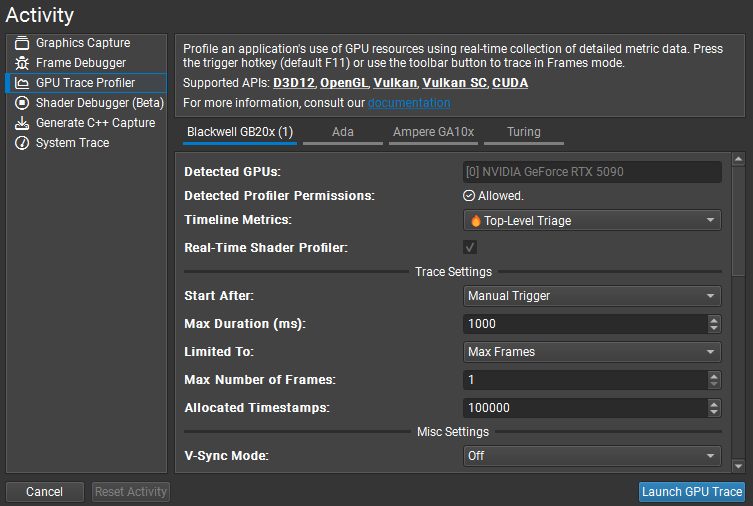 Activity
Graphics Capture
Frame Debugger
GPU Trace Profiler
Shader Debugger (Beta)
Generate C++ Capture
System Trace
Profile an application's use of GPU resources using real-time collection of detailed metric data. Press
the trigger hotkey (default F11) or use the toolbar button to trace in Frames mode.
Supported APIs: D3D12, OpenGL, Vulkan, Vulkan SC, CUDA
For more information, consult our documentation
Blackwell GB20x (1) Ada Ampere GA10x Turing
Detected GPUs: [0] NVIDIA GeForce RTX 5090
Detected Profiler Permissions: Allowed.
Timeline Metrics: Top-Level Triage
Real-Time Shader Profiler:
Trace Settings
Start After: Manual Trigger
Max Duration (ms): 1000
Limited To: Max Frames
Max Number of Frames: 1
Allocated Timestamps: 100000
Misc Settings
V-Sync Mode: Off
Cancel Reset Activity Launch GPU Trace